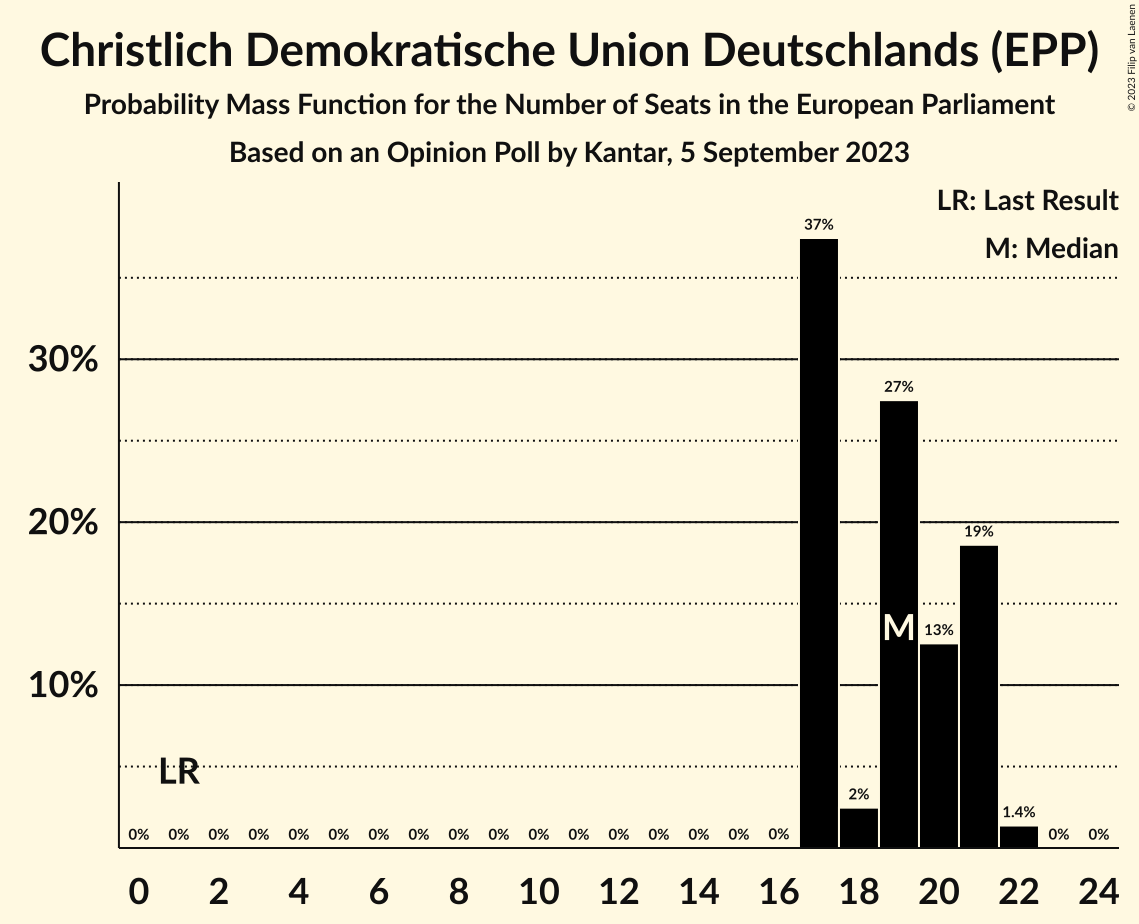 Christlich Demokratische Union Deutschlands (EPP)
Probability Mass Function for the Number of Seats in the European Parliament
Based on an Opinion Poll by Kantar, 5 September 2023
© 2023 Filip van Laenen
LR: Last Result
M: Median
37%
30%
27%
20%
19%
M
13%
10%
LR
2%
1.4%
0% 0% 0% 0% 0% 0% 0% 0% 0% 0% 0% 0% 0% 0% 0% 0% 0% 0% 0%
0 2 4 6 8 10 12 14 16 18 20 22 24